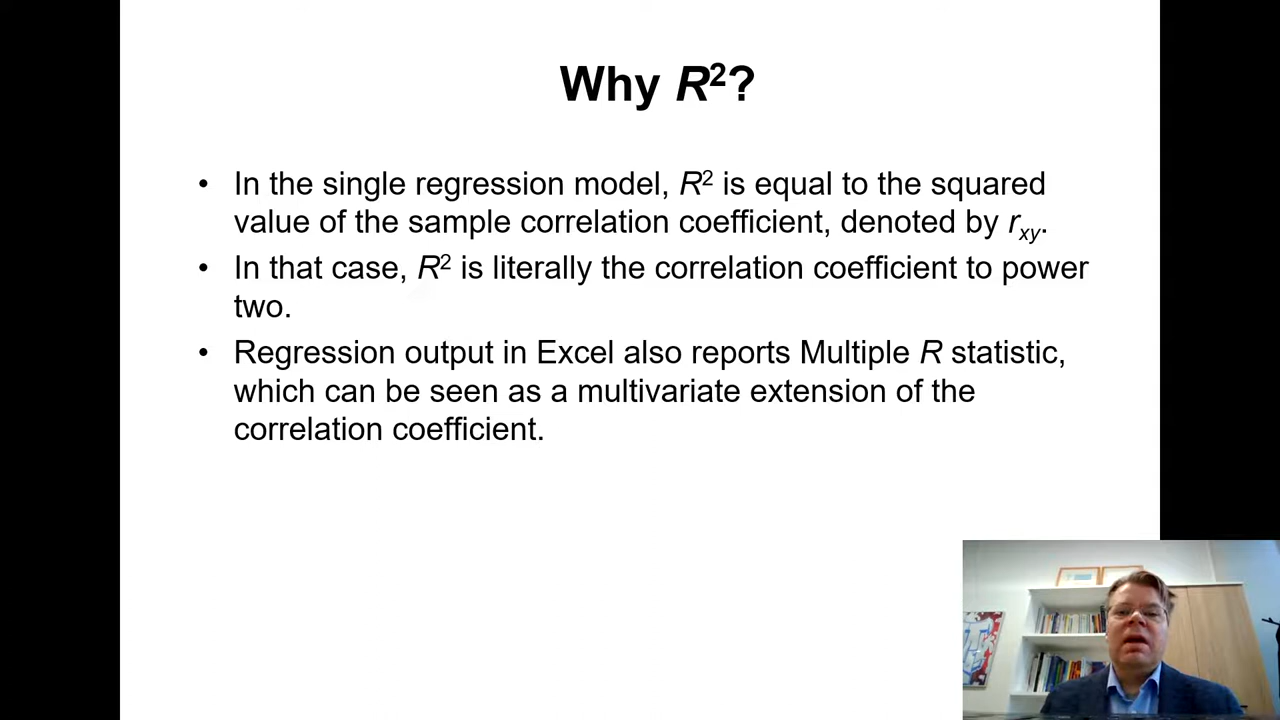 Why R²?
• In the single regression model, R² is equal to the squared
value of the sample correlation coefficient, denoted by rxy.
• In that case, R² is literally the correlation coefficient to power
two.
• Regression output in Excel also reports Multiple R statistic,
which can be seen as a multivariate extension of the
correlation coefficient.